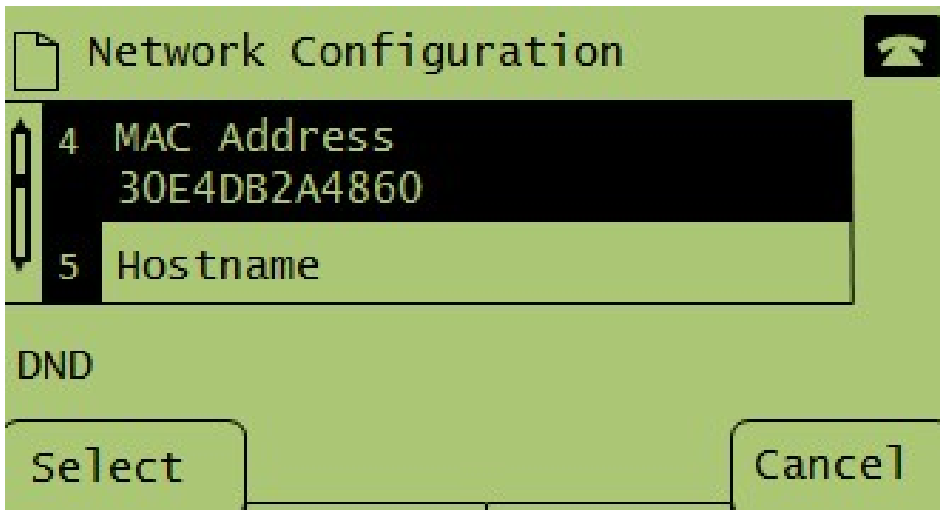 Network Configuration
4 MAC Address
30E4DB2A4860
5 Hostname
DND
Select Cancel